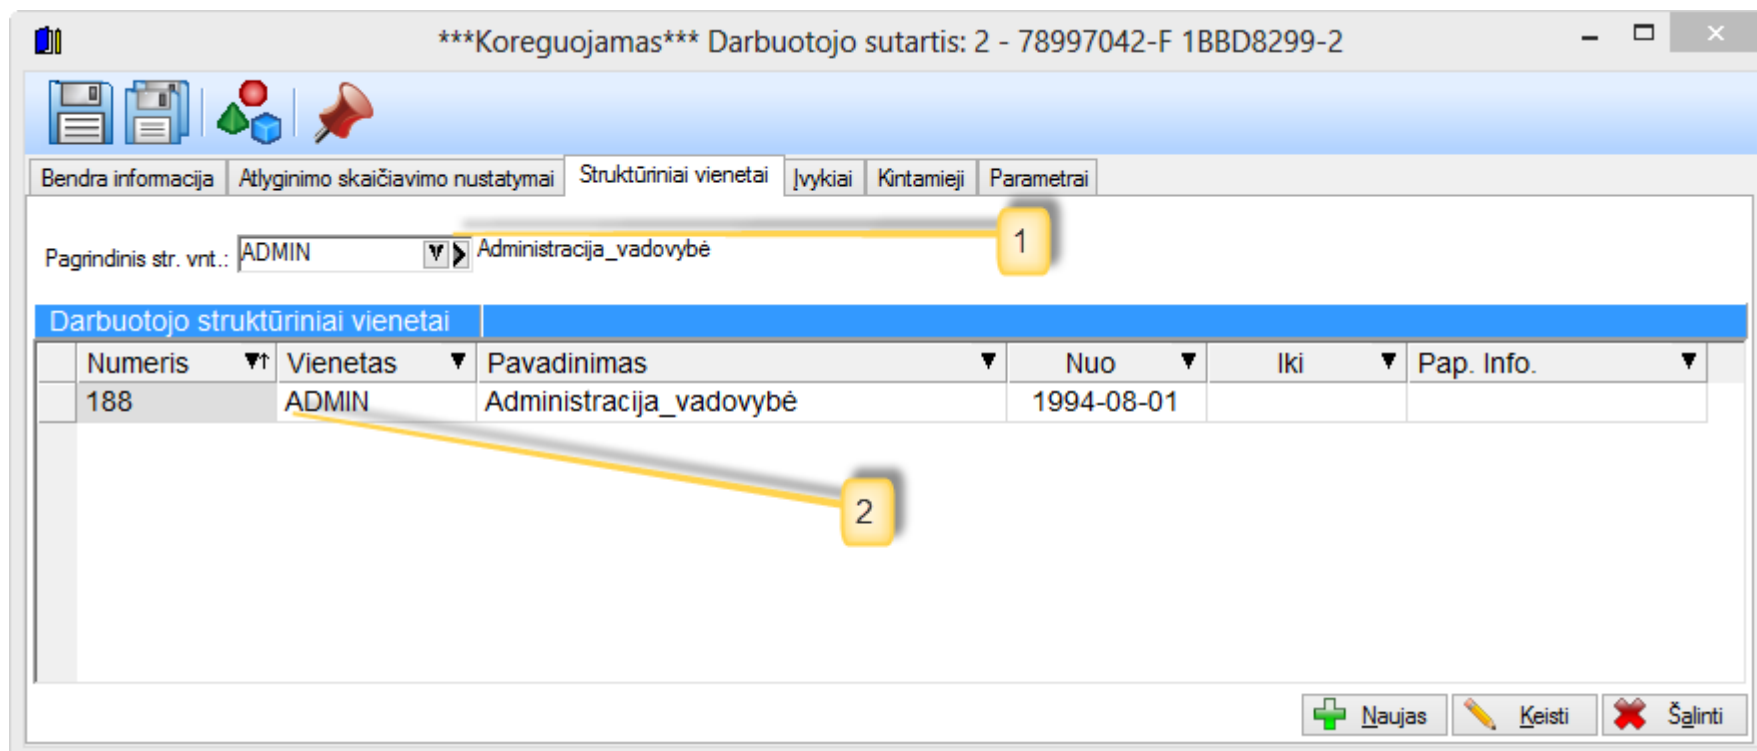 ***Koreguojamas*** Darbuotojo sutartis: 2 - 78997042-F 1BBD8299-2
Bendra informacija Atlyginimo skaičiavimo nustatymai Struktūriniai vienetai Įvykiai Kintamieji Parametrai
Pagrindinis str. vnt.: ADMIN Administracija_vadovybė 1
Darbuotojo struktūriniai vienetai
Numeris Vienetas Pavadinimas Nuo Iki Pap. Info.
188 ADMIN Administracija_vadovybė 1994-08-01
2
Naujas Keisti Šalinti